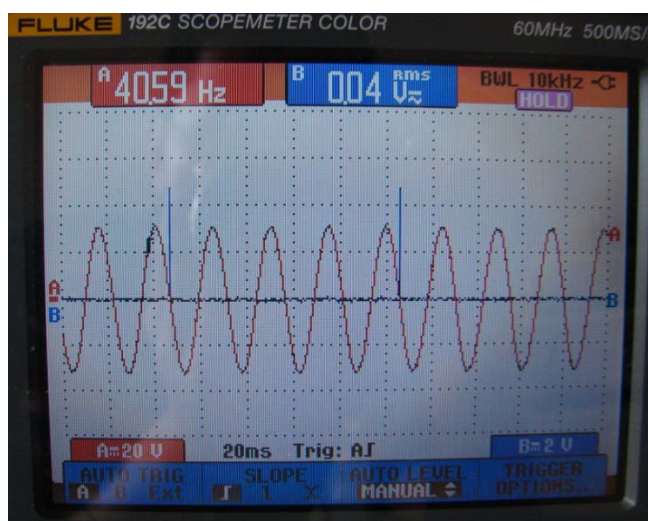 FLUKE 192C SCOPEMETER COLOR 60MHz 500MS/
A 40.59 Hz B 0.04 RMS V≂ BWL 10kHz
HOLD
A
A
B
B
A=20 V 20ms Trig: A⨍ B=2 V
AUTO TRIG SLOPE AUTO LEVEL TRIGGER
A B Ext X MANUAL OPTIONS...